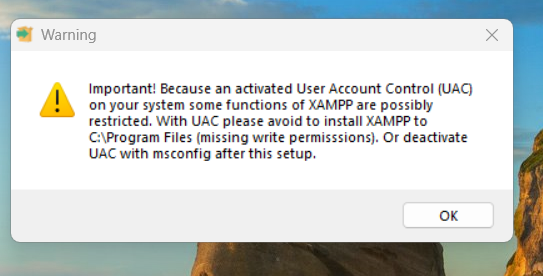 Warning
Important! Because an activated User Account Control (UAC)
on your system some functions of XAMPP are possibly
restricted. With UAC please avoid to install XAMPP to
C:\Program Files (missing write permisssions). Or deactivate
UAC with msconfig after this setup.
OK